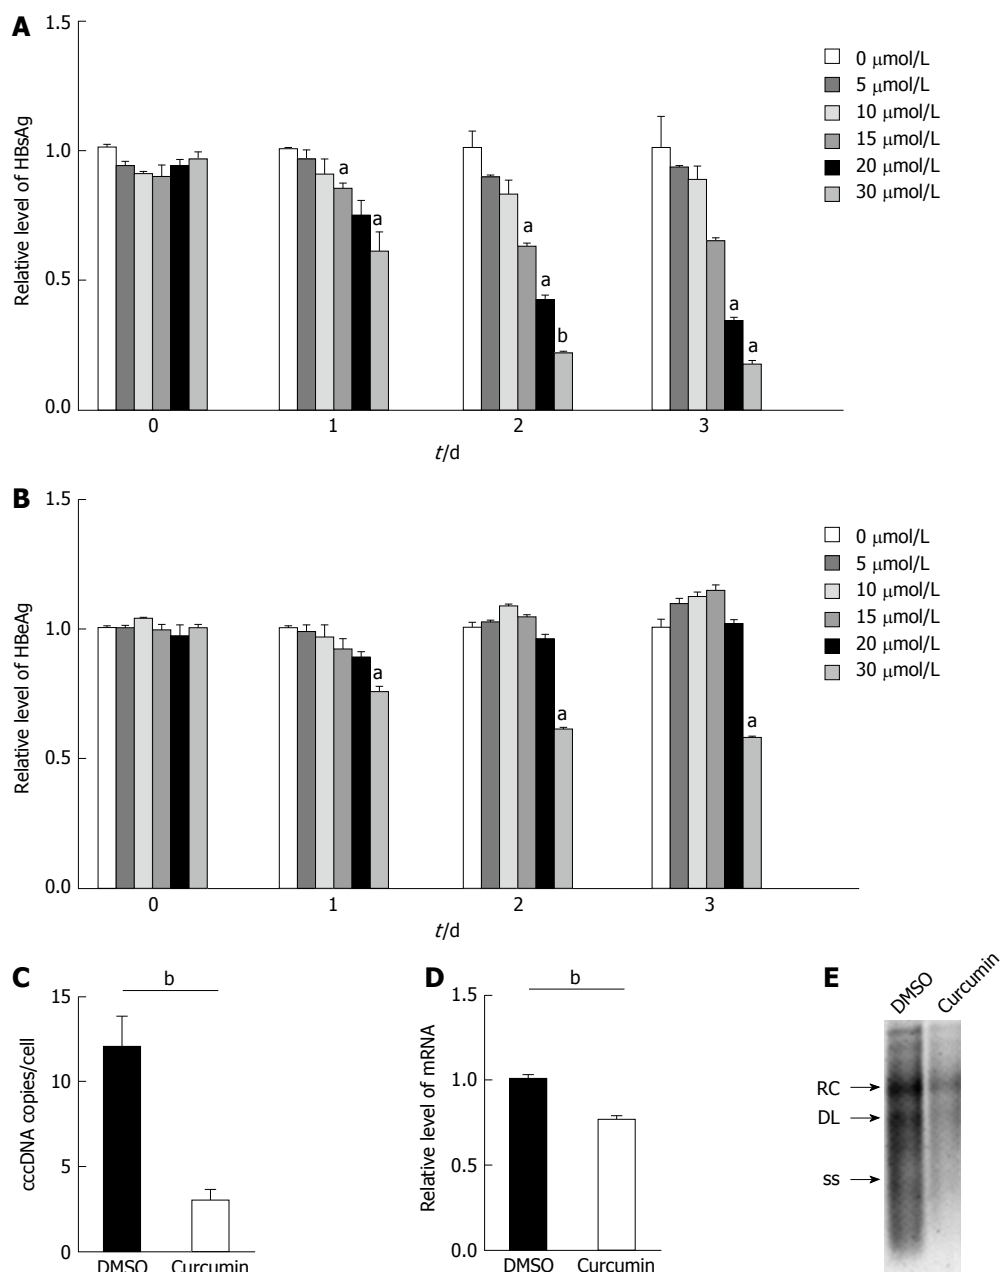 A
1.5
1.0
0.5
0.0
Relative level of HBsAg
a
a
a
a
b
a
a
0
1
2
3
t/d
0 μmol/L
5 μmol/L
10 μmol/L
15 μmol/L
20 μmol/L
30 μmol/L
B
1.5
1.0
0.5
0.0
Relative level of HBeAg
a
a
a
0
1
2
3
t/d
0 μmol/L
5 μmol/L
10 μmol/L
15 μmol/L
20 μmol/L
30 μmol/L
C
b
15
10
5
0
cccDNA copies/cell
DMSO Curcumin
D
b
1.5
1.0
0.5
0.0
Relative level of mRNA
DMSO Curcumin
E
DMSO
Curcumin
RC
DL
ss